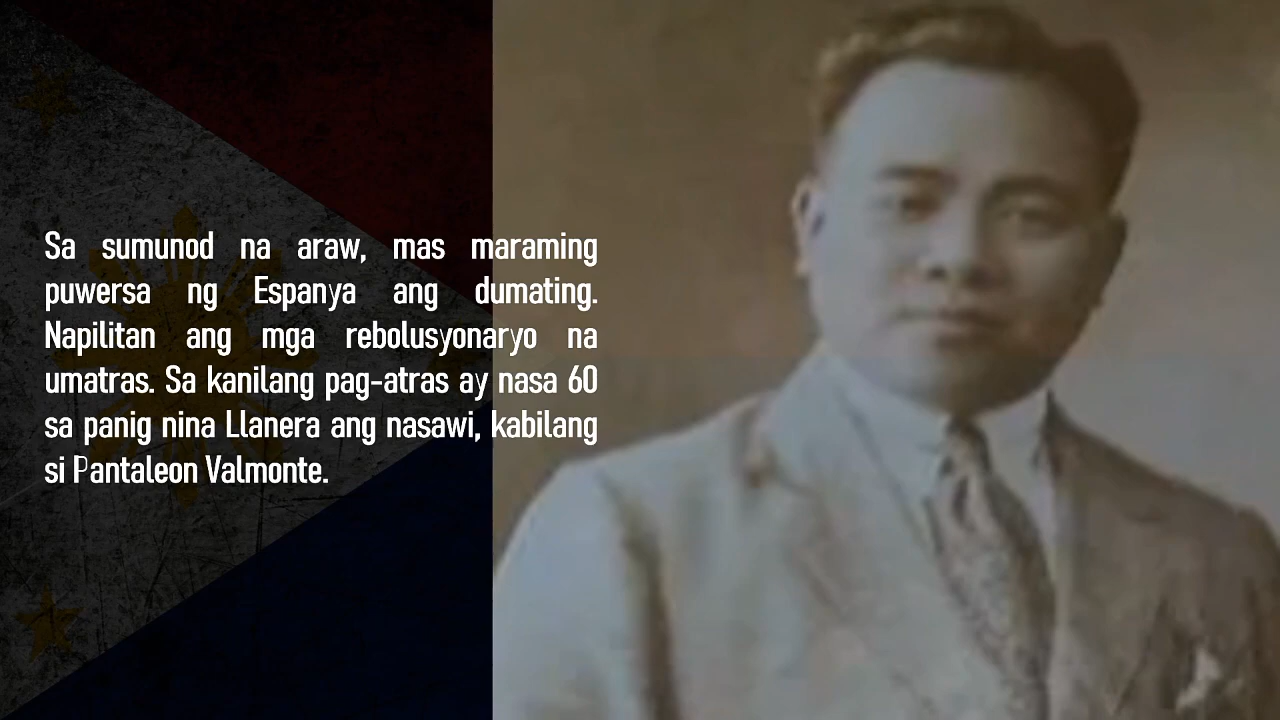 Sa sumunod na araw, mas maraming
puwersa ng Espanya ang dumating.
Napilitan ang mga rebolusyonaryo na
umatras. Sa kanilang pag-atras ay nasa 60
sa panig nina Llanera ang nasawi, kabilang
si Pantaleon Valmonte.